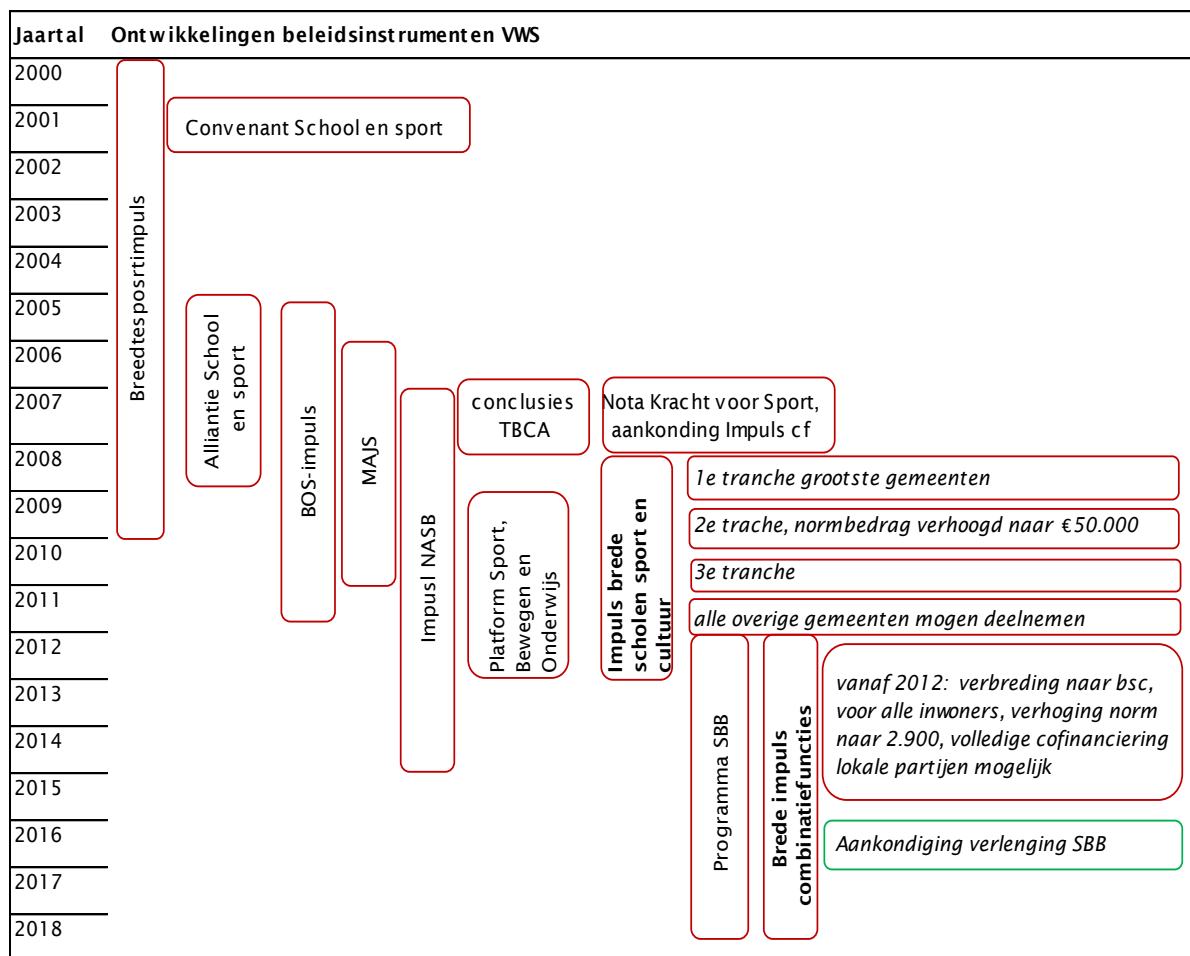 Jaartal Ontwikkelingen beleidsinstrumenten VWS
2000
2001
2002
2003
2004
2005
2006
2007
2008
2009
2010
2011
2012
2013
2014
2015
2016
2017
2018
Breedtesposrtimpuls
Convenant School en sport
Alliantie School
en sport
BOS-impuls
MAJS
Impusl NASB
conclusies
TBCA
Platform Sport,
Bewegen en
Onderwijs
Nota Kracht voor Sport,
aankonding Impuls cf
Impuls brede
scholen sport en
cultuur
1e tranche grootste gemeenten
2e trache, normbedrag verhoogd naar €50.000
3e tranche
alle overige gemeenten mogen deelnemen
Programma SBB
Brede impuls
combinatiefuncties
vanaf 2012: verbreding naar bsc,
voor alle inwoners, verhoging norm
naar 2.900, volledige cofinanciering
lokale partijen mogelijk
Aankondiging verlenging SBB